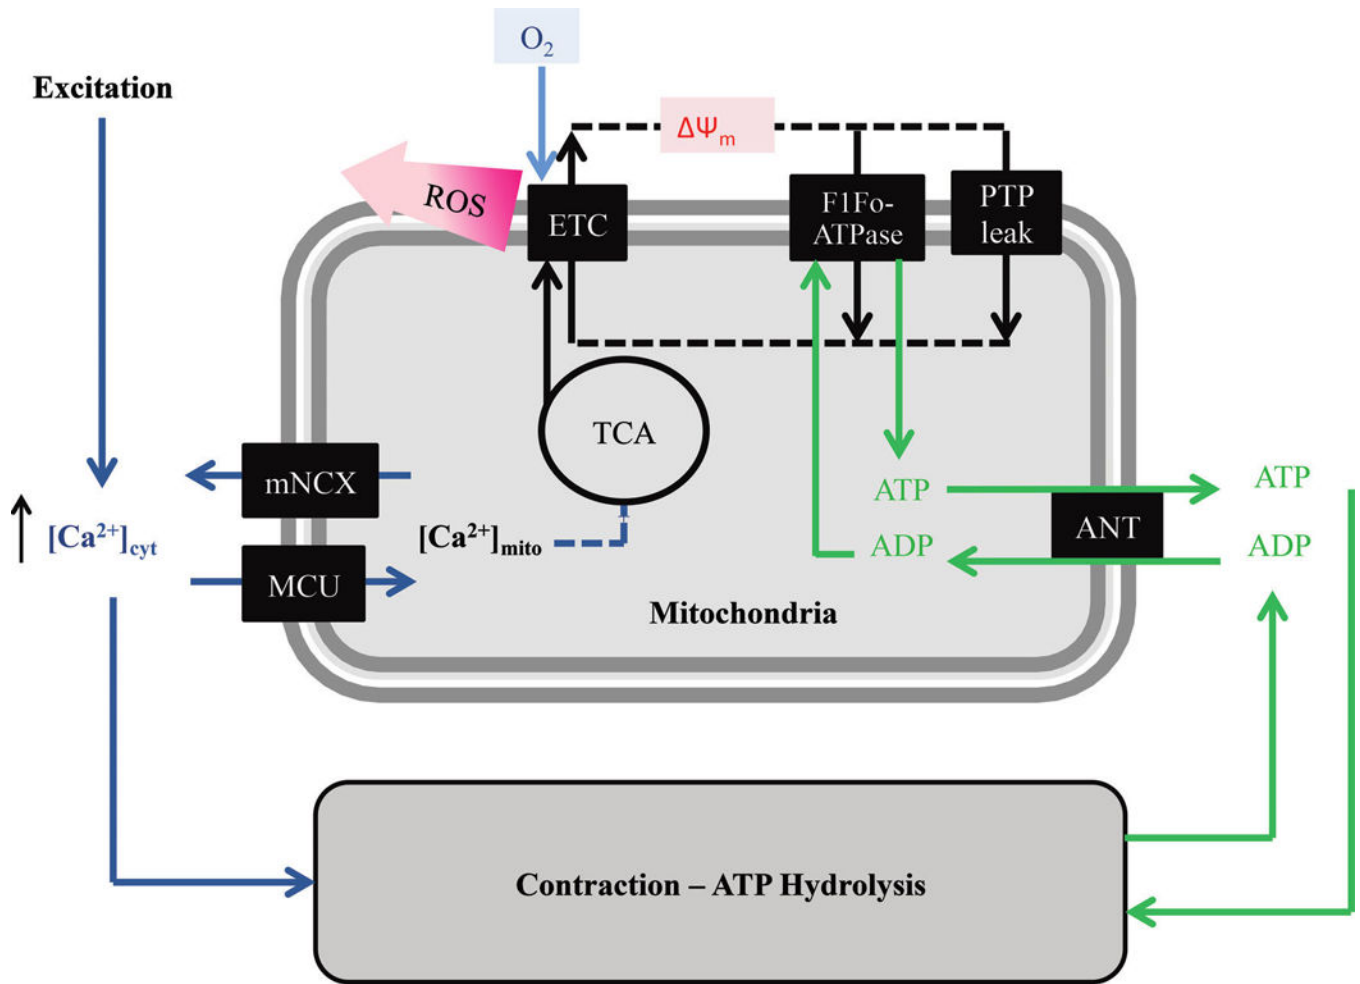 O₂
Excitation
ΔΨₘ
ROS
ETC
F1Fo-
ATPase
PTP
leak
TCA
mNCX
ATP
ATP
[Ca²⁺]cyt
[Ca²⁺]mito
ADP
ANT
ADP
MCU
Mitochondria
Contraction – ATP Hydrolysis